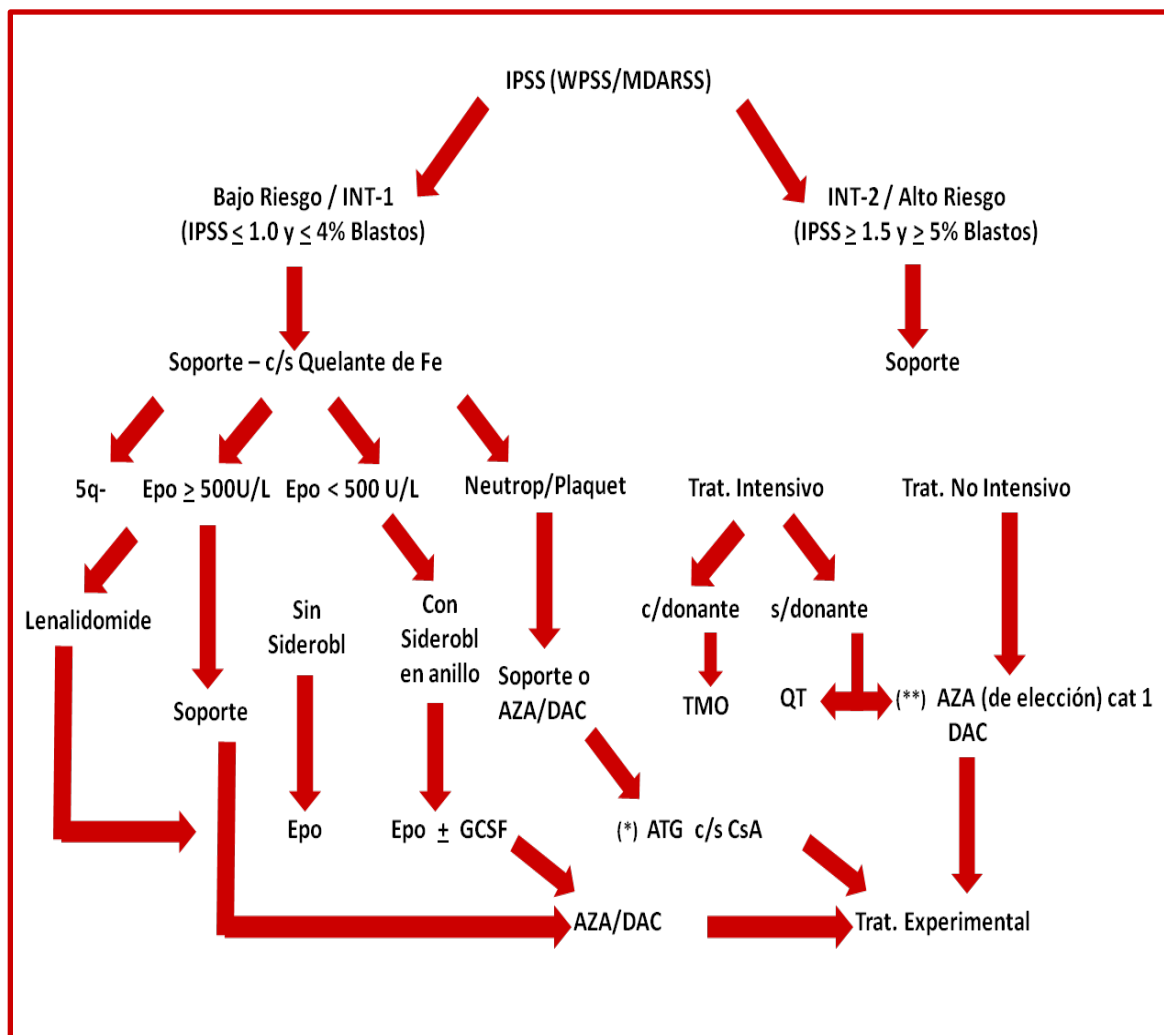 IPSS (WPSS/MDARSS)
Bajo Riesgo / INT-1
(IPSS ≤ 1.0 y ≤ 4% Blastos)
INT-2 / Alto Riesgo
(IPSS ≥ 1.5 y ≥ 5% Blastos)
Soporte – c/s Quelante de Fe
Soporte
5q-
Epo ≥ 500U/L
Epo < 500 U/L
Neutrop/Plaquet
Trat. Intensivo
Trat. No Intensivo
Lenalidomide
Sin
Siderobl
Con
Siderobl
en anillo
Soporte o
AZA/DAC
c/donante
s/donante
Soporte
TMO
QT
(**) AZA (de elección) cat 1
DAC
Epo
Epo ± GCSF
(*) ATG c/s CsA
AZA/DAC
Trat. Experimental